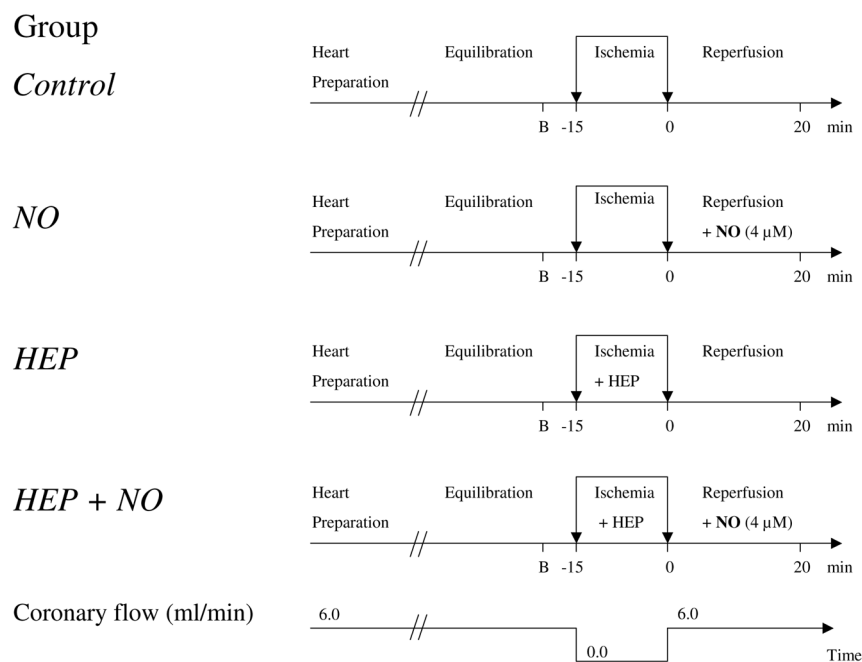 Group
Control
Heart Equilibration Ischemia Reperfusion
Preparation
B -15 0 20 min
NO
Heart Equilibration Ischemia Reperfusion
Preparation + NO (4 µM)
B -15 0 20 min
HEP
Heart Equilibration Ischemia Reperfusion
Preparation + HEP
B -15 0 20 min
HEP + NO
Heart Equilibration Ischemia Reperfusion
Preparation + HEP + NO (4 µM)
B -15 0 20 min
Coronary flow (ml/min) 6.0 6.0
0.0 Time